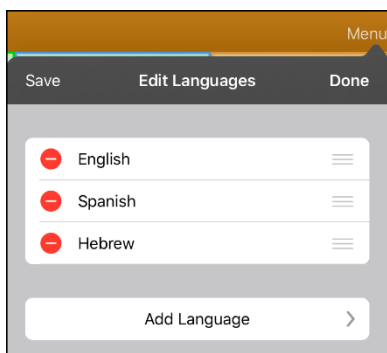 Menu
Save Edit Languages Done
English
Spanish
Hebrew
Add Language